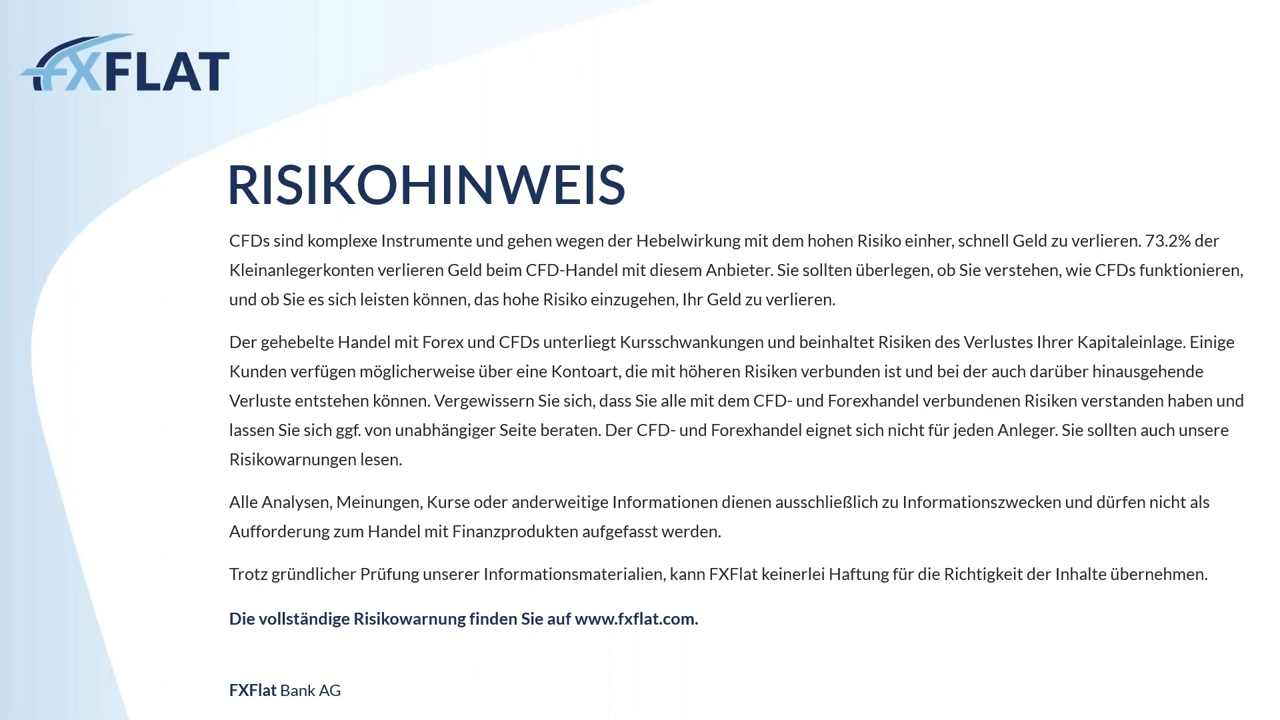 FXFLAT
RISIKOHINWEIS
CFDs sind komplexe Instrumente und gehen wegen der Hebelwirkung mit dem hohen Risiko einher, schnell Geld zu verlieren. 73.2% der
Kleinanlegerkonten verlieren Geld beim CFD-Handel mit diesem Anbieter. Sie sollten überlegen, ob Sie verstehen, wie CFDs funktionieren,
und ob Sie es sich leisten können, das hohe Risiko einzugehen, Ihr Geld zu verlieren.
Der gehebelte Handel mit Forex und CFDs unterliegt Kursschwankungen und beinhaltet Risiken des Verlustes Ihrer Kapitaleinlage. Einige
Kunden verfügen möglicherweise über eine Kontoart, die mit höheren Risiken verbunden ist und bei der auch darüber hinausgehende
Verluste entstehen können. Vergewissern Sie sich, dass Sie alle mit dem CFD- und Forexhandel verbundenen Risiken verstanden haben und
lassen Sie sich ggf. von unabhängiger Seite beraten. Der CFD- und Forexhandel eignet sich nicht für jeden Anleger. Sie sollten auch unsere
Risikowarnungen lesen.
Alle Analysen, Meinungen, Kurse oder anderweitige Informationen dienen ausschließlich zu Informationszwecken und dürfen nicht als
Aufforderung zum Handel mit Finanzprodukten aufgefasst werden.
Trotz gründlicher Prüfung unserer Informationsmaterialien, kann FXFlat keinerlei Haftung für die Richtigkeit der Inhalte übernehmen.
Die vollständige Risikowarnung finden Sie auf www.fxflat.com.
FXFlat Bank AG